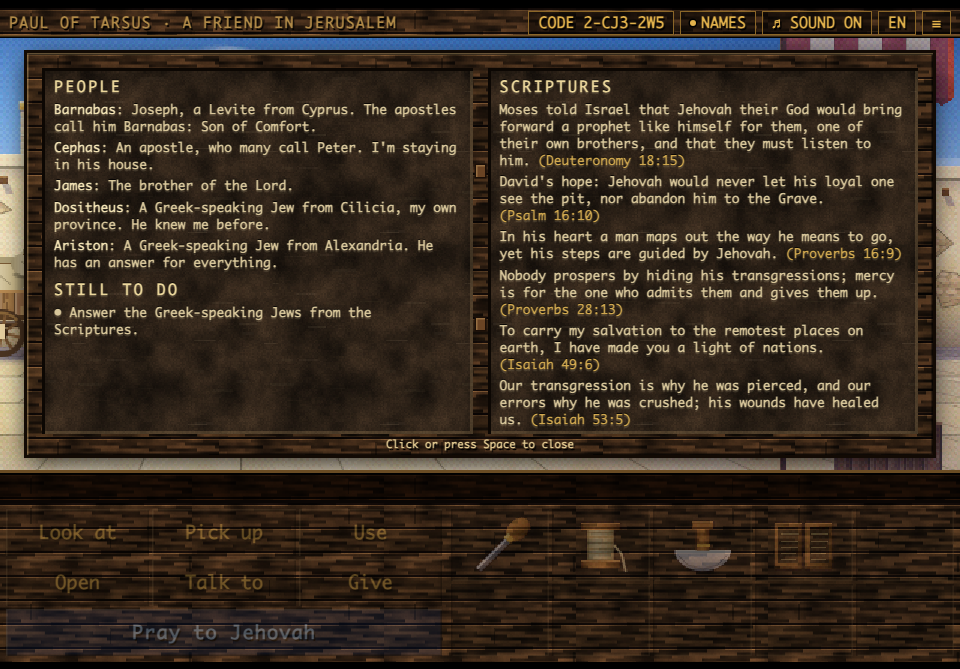 PAUL OF TARSUS · A FRIEND IN JERUSALEM
CODE 2-CJ3-2W5
● NAMES
♬ SOUND ON
EN
≡
PEOPLE
Barnabas: Joseph, a Levite from Cyprus. The apostles
call him Barnabas: Son of Comfort.
Cephas: An apostle, who many call Peter. I'm staying
in his house.
James: The brother of the Lord.
Dositheus: A Greek-speaking Jew from Cilicia, my own
province. He knew me before.
Ariston: A Greek-speaking Jew from Alexandria. He
has an answer for everything.
STILL TO DO
● Answer the Greek-speaking Jews from the
Scriptures.
SCRIPTURES
Moses told Israel that Jehovah their God would bring
forward a prophet like himself for them, one of
their own brothers, and that they must listen to
him. (Deuteronomy 18:15)
David's hope: Jehovah would never let his loyal one
see the pit, nor abandon him to the Grave.
(Psalm 16:10)
In his heart a man maps out the way he means to go,
yet his steps are guided by Jehovah. (Proverbs 16:9)
Nobody prospers by hiding his transgressions; mercy
is for the one who admits them and gives them up.
(Proverbs 28:13)
To carry my salvation to the remotest places on
earth, I have made you a light of nations.
(Isaiah 49:6)
Our transgression is why he was pierced, and our
errors why he was crushed; his wounds have healed
us. (Isaiah 53:5)
Click or press Space to close
Look at
Pick up
Use
Open
Talk to
Give
Pray to Jehovah